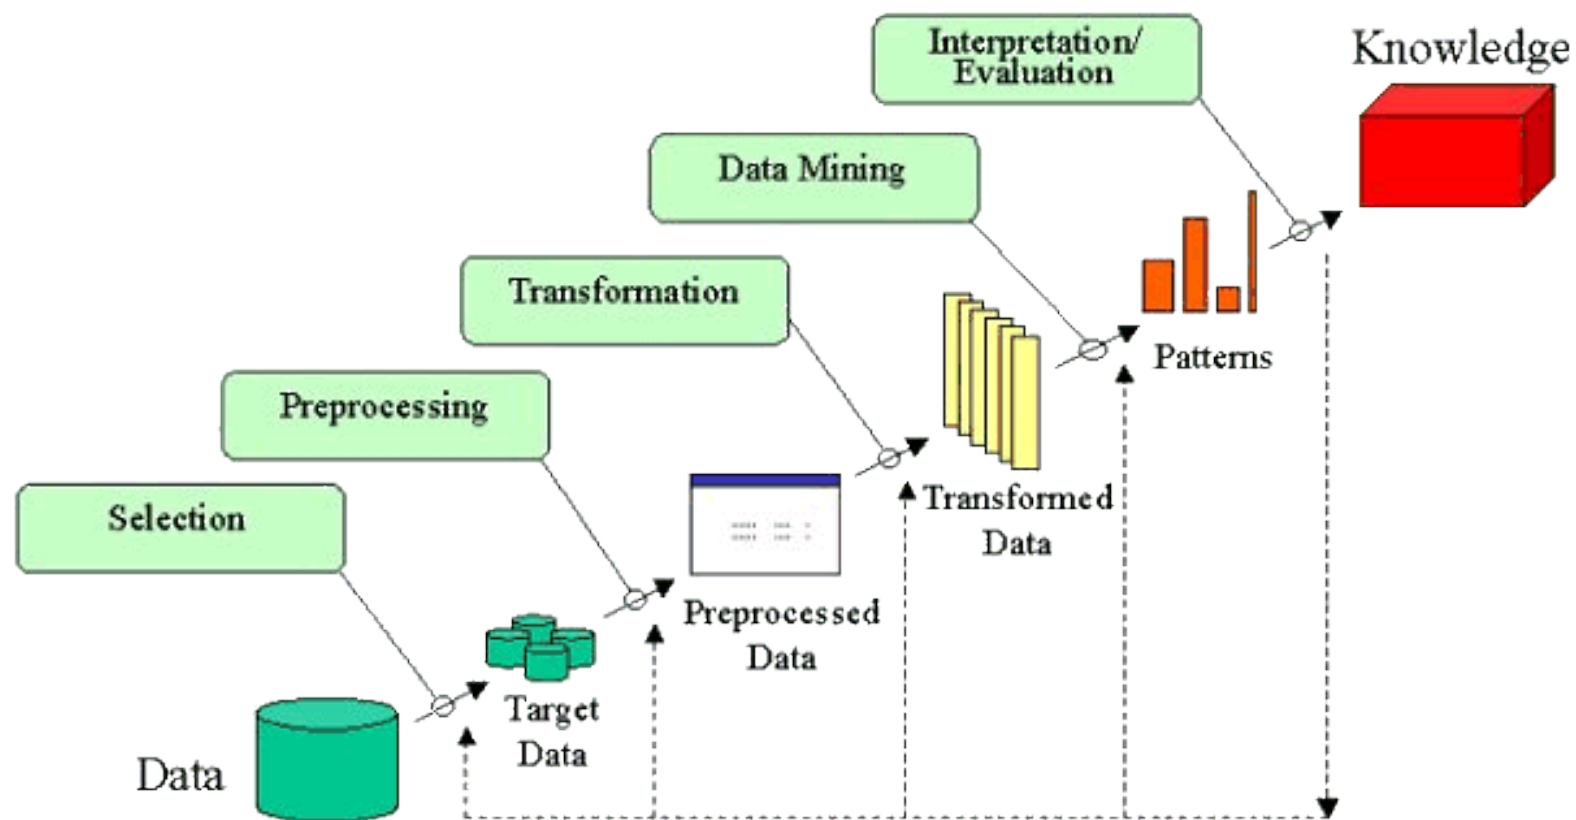 Interpretation/
Evaluation
Knowledge
Data Mining
Transformation
Patterns
Preprocessing
Transformed
Data
Selection
Preprocessed
Data
Target
Data
Data